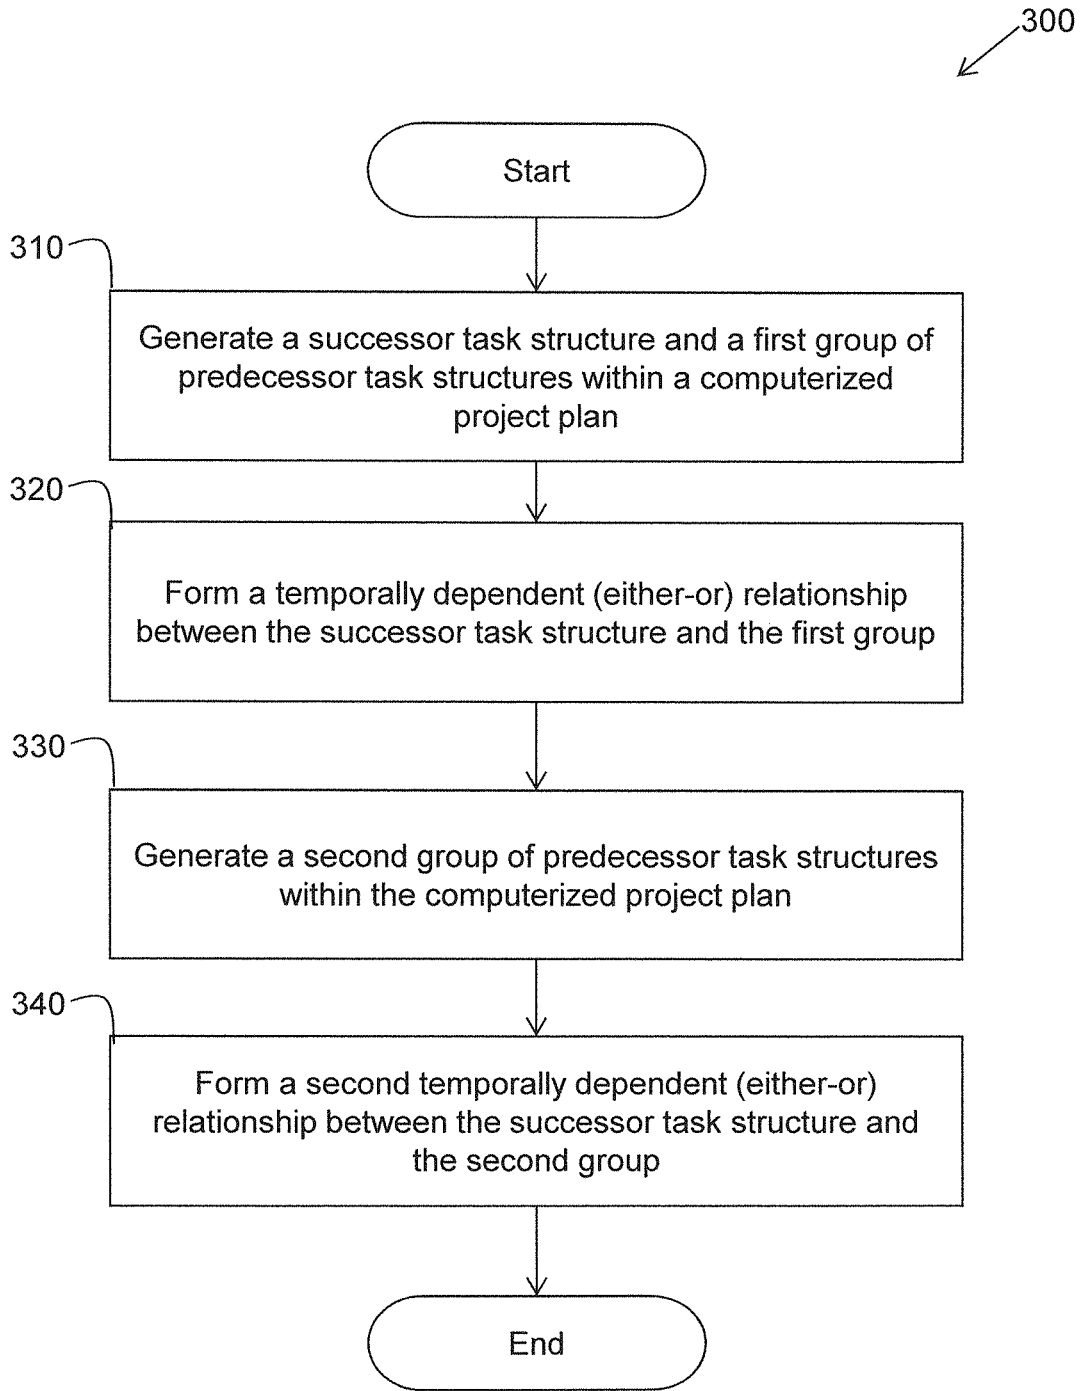 300
Start
310
Generate a successor task structure and a first group of
predecessor task structures within a computerized
project plan
320
Form a temporally dependent (either-or) relationship
between the successor task structure and the first group
330
Generate a second group of predecessor task structures
within the computerized project plan
340
Form a second temporally dependent (either-or)
relationship between the successor task structure and
the second group
End